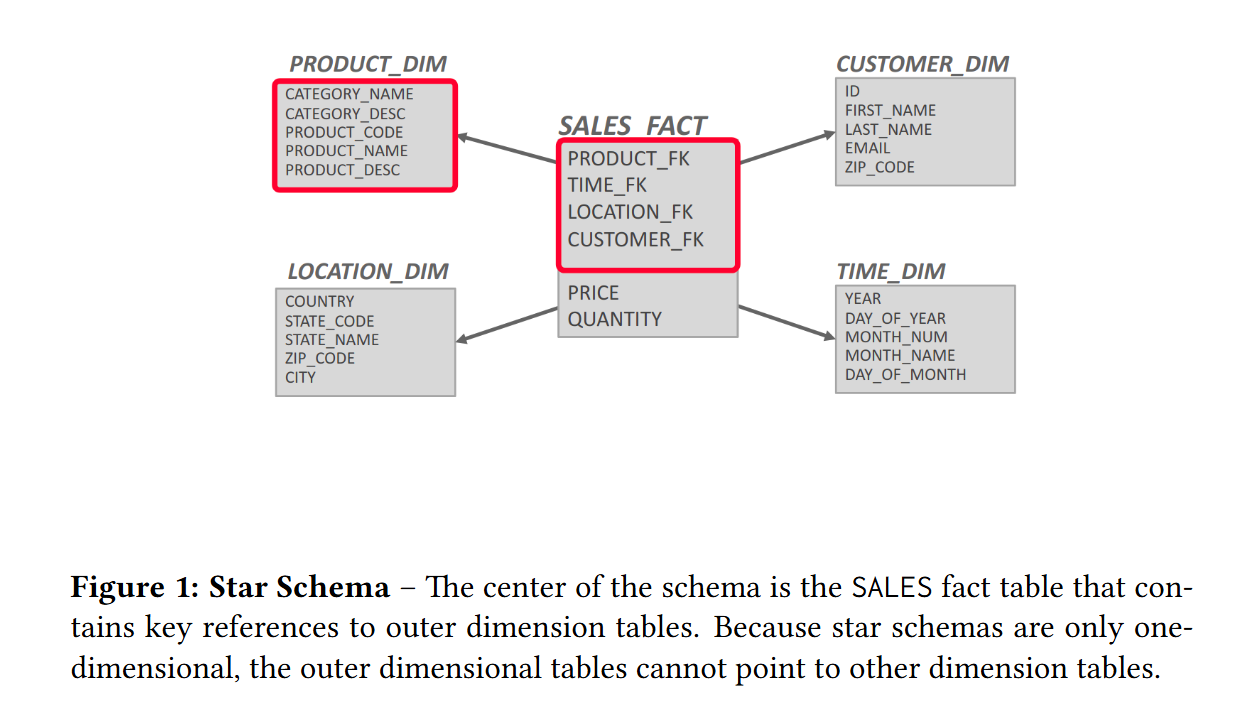 PRODUCT_DIM
CATEGORY_NAME
CATEGORY_DESC
PRODUCT_CODE
PRODUCT_NAME
PRODUCT_DESC
SALES_FACT
PRODUCT_FK
TIME_FK
LOCATION_FK
CUSTOMER_FK
PRICE
QUANTITY
CUSTOMER_DIM
ID
FIRST_NAME
LAST_NAME
EMAIL
ZIP_CODE
LOCATION_DIM
COUNTRY
STATE_CODE
STATE_NAME
ZIP_CODE
CITY
TIME_DIM
YEAR
DAY_OF_YEAR
MONTH_NUM
MONTH_NAME
DAY_OF_MONTH
Figure 1: Star Schema – The center of the schema is the SALES fact table that con-
tains key references to outer dimension tables. Because star schemas are only one-
dimensional, the outer dimensional tables cannot point to other dimension tables.